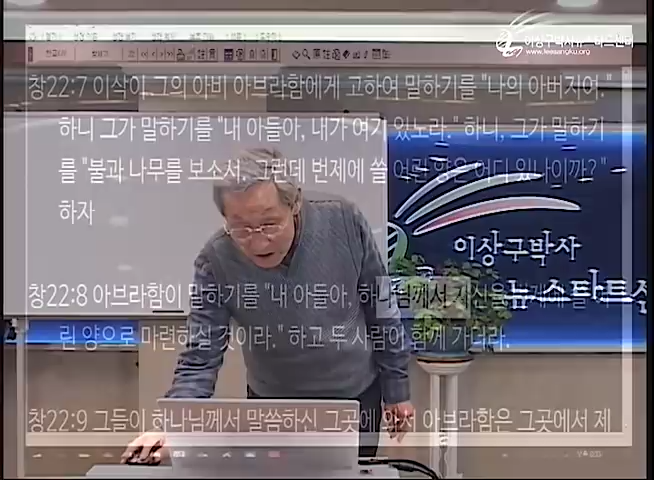 이상구박사뉴스타트센터
www.leesangku.org
창22:7 이삭이 그의 아비 아브라함에게 고하여 말하기를 "나의 아버지여."
하니 그가 말하기를 "내 아들아, 내가 여기 있노라." 하니, 그가 말하기
를 "불과 나무를 보소서. 그런데 번제에 쓸 어린 양은 어디 있나이까?"
하자
이상구박사
뉴스타트센
창22:8 아브라함이 말하기를 "내 아들아, 하나님께서 자신을
린 양으로 마련하실 것이라." 하고 두 사람이 함께 가더라.
창22:9 그들이 하나님께서 말씀하신 그곳에 와서 아브라함은 그곳에서 제